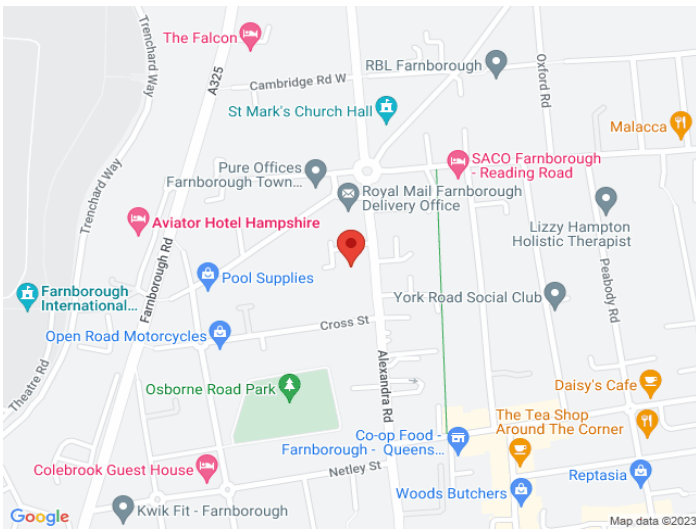 The Falcon
Trenchard Way
A325
Cambridge Rd W
RBL Farnborough
Oxford Rd
St Mark's Church Hall
Malacca
Trenchard Way
Pure Offices
Farnborough Town...
SACO Farnborough
- Reading Road
Royal Mail Farnborough
Delivery Office
Aviator Hotel Hampshire
Lizzy Hampton
Holistic Therapist
Farnborough Rd
Pool Supplies
Peabody Rd
Farnborough
International...
York Road Social Club
Cross St
Open Road Motorcycles
Alexandra Rd
Theatre Rd
Osborne Road Park
Daisy's Cafe
The Tea Shop
Around The Corner
Co-op Food -
Farnborough - Queens...
Colebrook Guest House
Netley St
Reptasia
Woods Butchers
Kwik Fit - Farnborough
Google
Map data ©2023